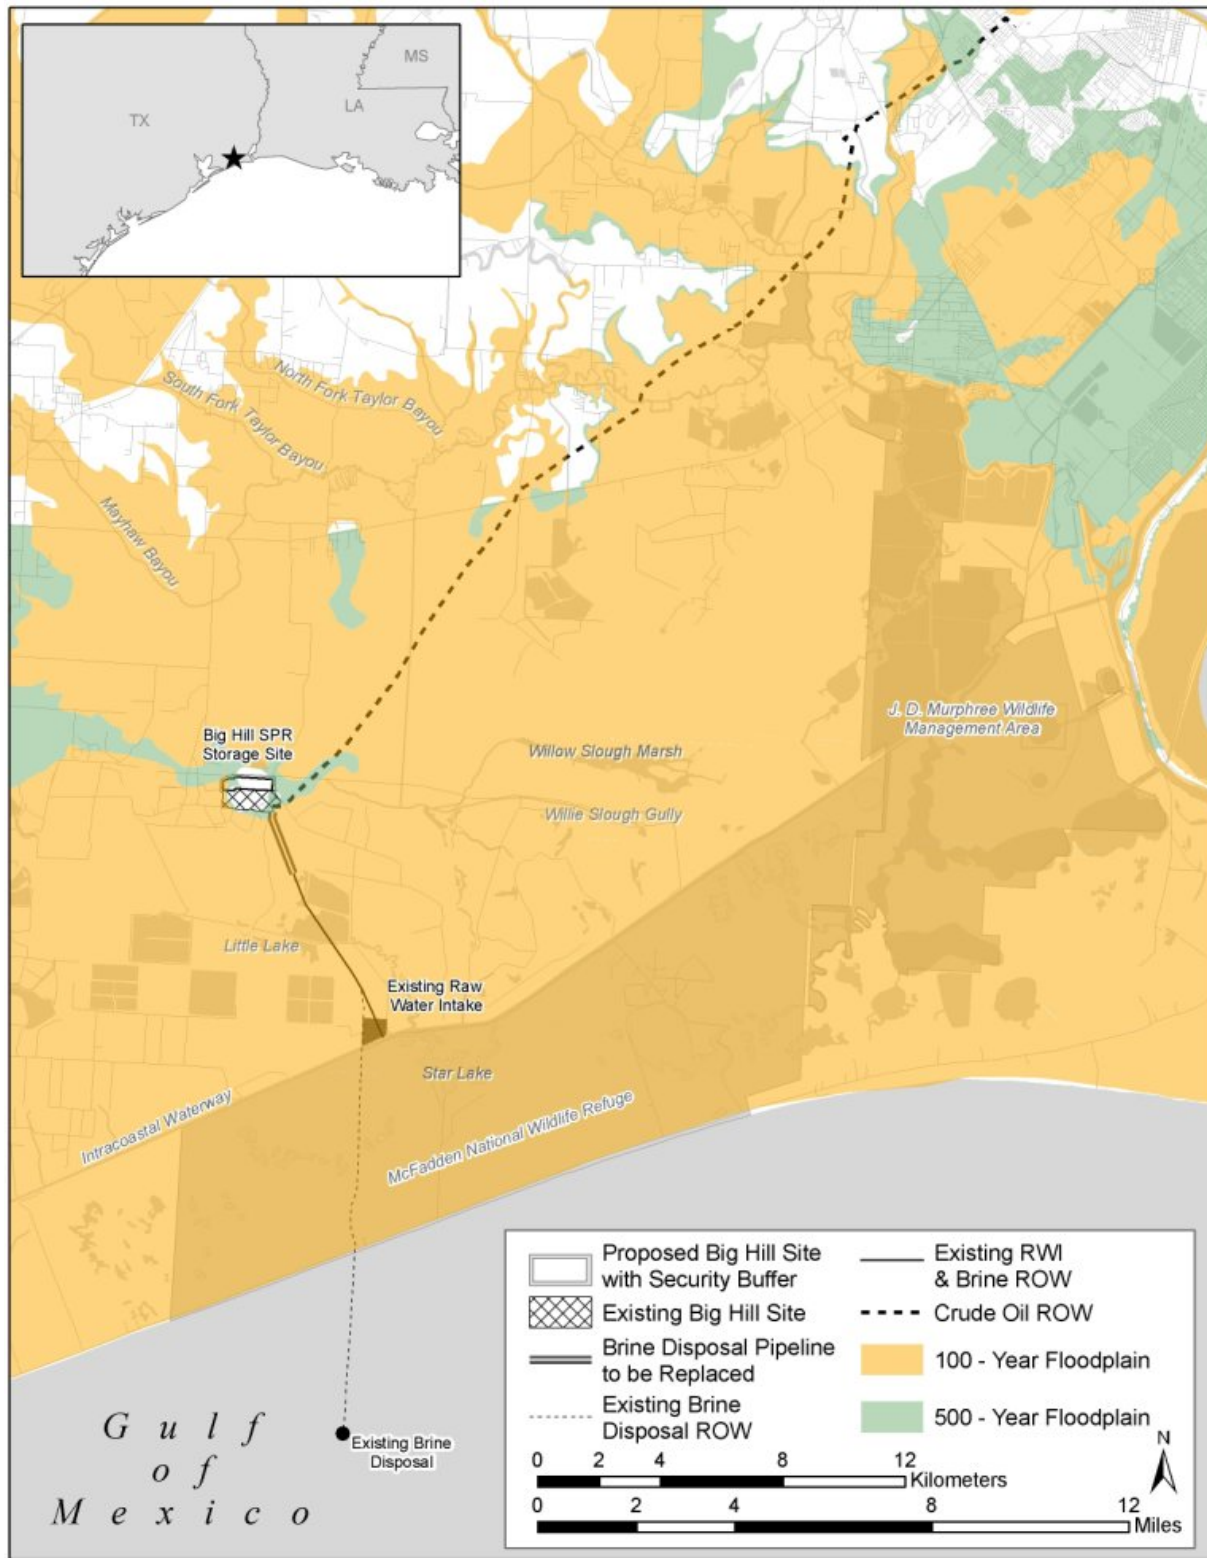 MS
LA
TX
North Fork Taylor Bayou
South Fork Taylor Bayou
Mayhaw Bayou
J. D. Murphree Wildlife
Management Area
Big Hill SPR
Storage Site
Willow Slough Marsh
Willie Slough Gully
Little Lake
Existing Raw
Water Intake
Star Lake
Intracoastal Waterway
McFadden National Wildlife Refuge
Gulf
of
Mexico
Existing Brine
Disposal
Proposed Big Hill Site
with Security Buffer
Existing Big Hill Site
Brine Disposal Pipeline
to be Replaced
Existing Brine
Disposal ROW
Existing RWI
& Brine ROW
Crude Oil ROW
100 - Year Floodplain
500 - Year Floodplain
N
0 2 4 8 12
Kilometers
0 2 4 8 12
Miles